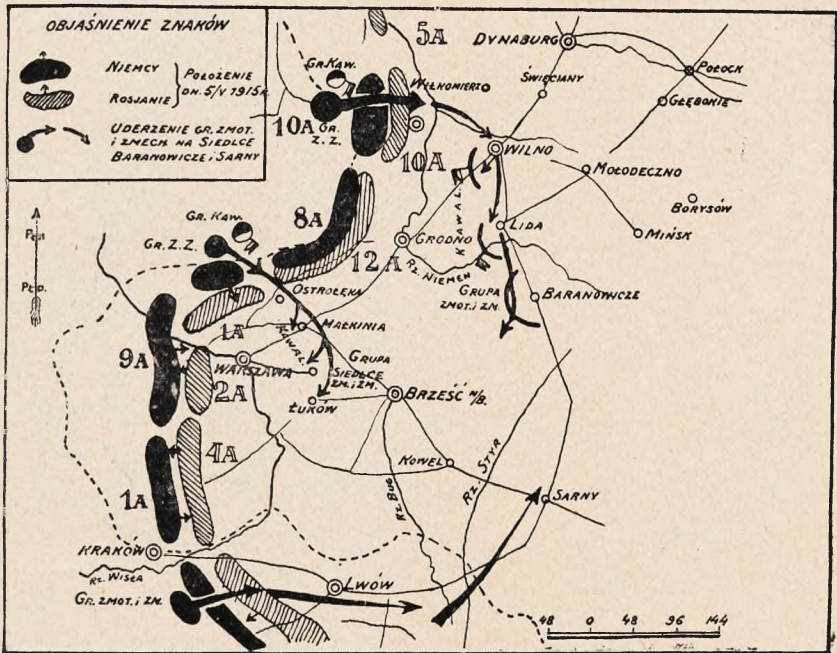 OBJAŚNIENIE ZNAKÓW
NIEMCY
ROSJANIE
POŁOŻENIE
DN. 5/V 1915 R.
UDERZENIE GR. ZMOT.
I ZMECH. NA SIEDLCE
BARANOWICZE I SARNY
5A
DYNABURG
POŁOCK
GR. KAW.
WIŁKOMIERZ
ŚWIĘCIANY
GŁĘBOKIE
10A
GR.
Z. Z.
10A
WILNO
MOŁODECZNO
KAWAL.
BORYSÓW
MIŃSK
GR. KAW.
GR. Z. Z.
8A
12A
GRODNO
LIDA
RZ. NIEMEN
GRUPA
ZMOT. I ZM.
BARANOWICZE
PŁN.
PŁD.
OSTROŁĘKA
1A
MAŁKINIA
KAWAL.
9A
WARSZAWA
GRUPA
SIEDLCE
ZM. I ZM.
2A
ŁUKÓW
BRZEŚĆ N/B.
4A
1A
KOWEL
RZ. STYR
RZ. BUG
SARNY
KRAKÓW
RZ. WISŁA
LWÓW
GR. ZMOT. I ZM.
48 0 48 96 144